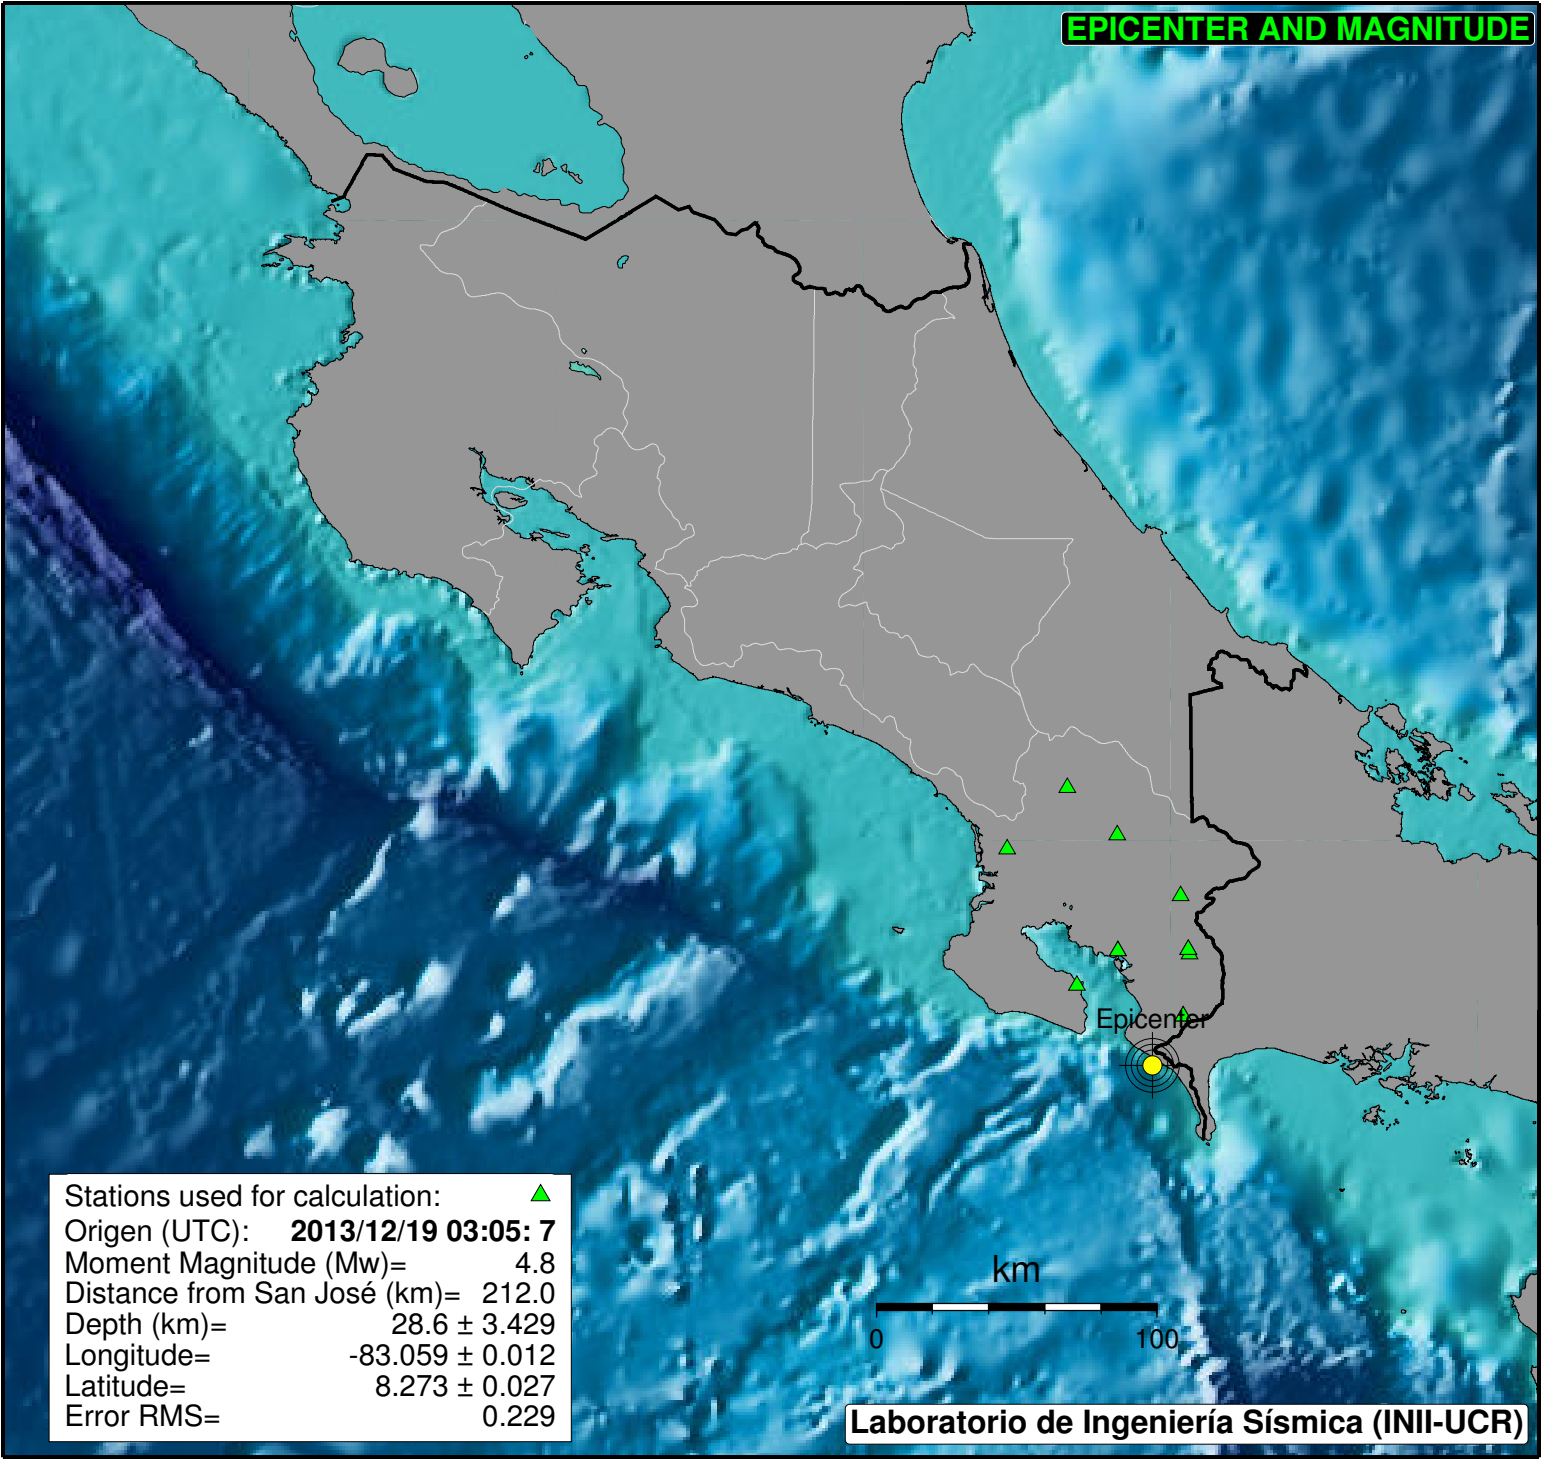 EPICENTER AND MAGNITUDE
Epicenter
Stations used for calculation:
Origen (UTC): 2013/12/19 03:05: 7
Moment Magnitude (Mw)= 4.8
Distance from San José (km)= 212.0
Depth (km)= 28.6 ± 3.429
Longitude= -83.059 ± 0.012
Latitude= 8.273 ± 0.027
Error RMS= 0.229
km
0 100
Laboratorio de Ingeniería Sísmica (INII-UCR)